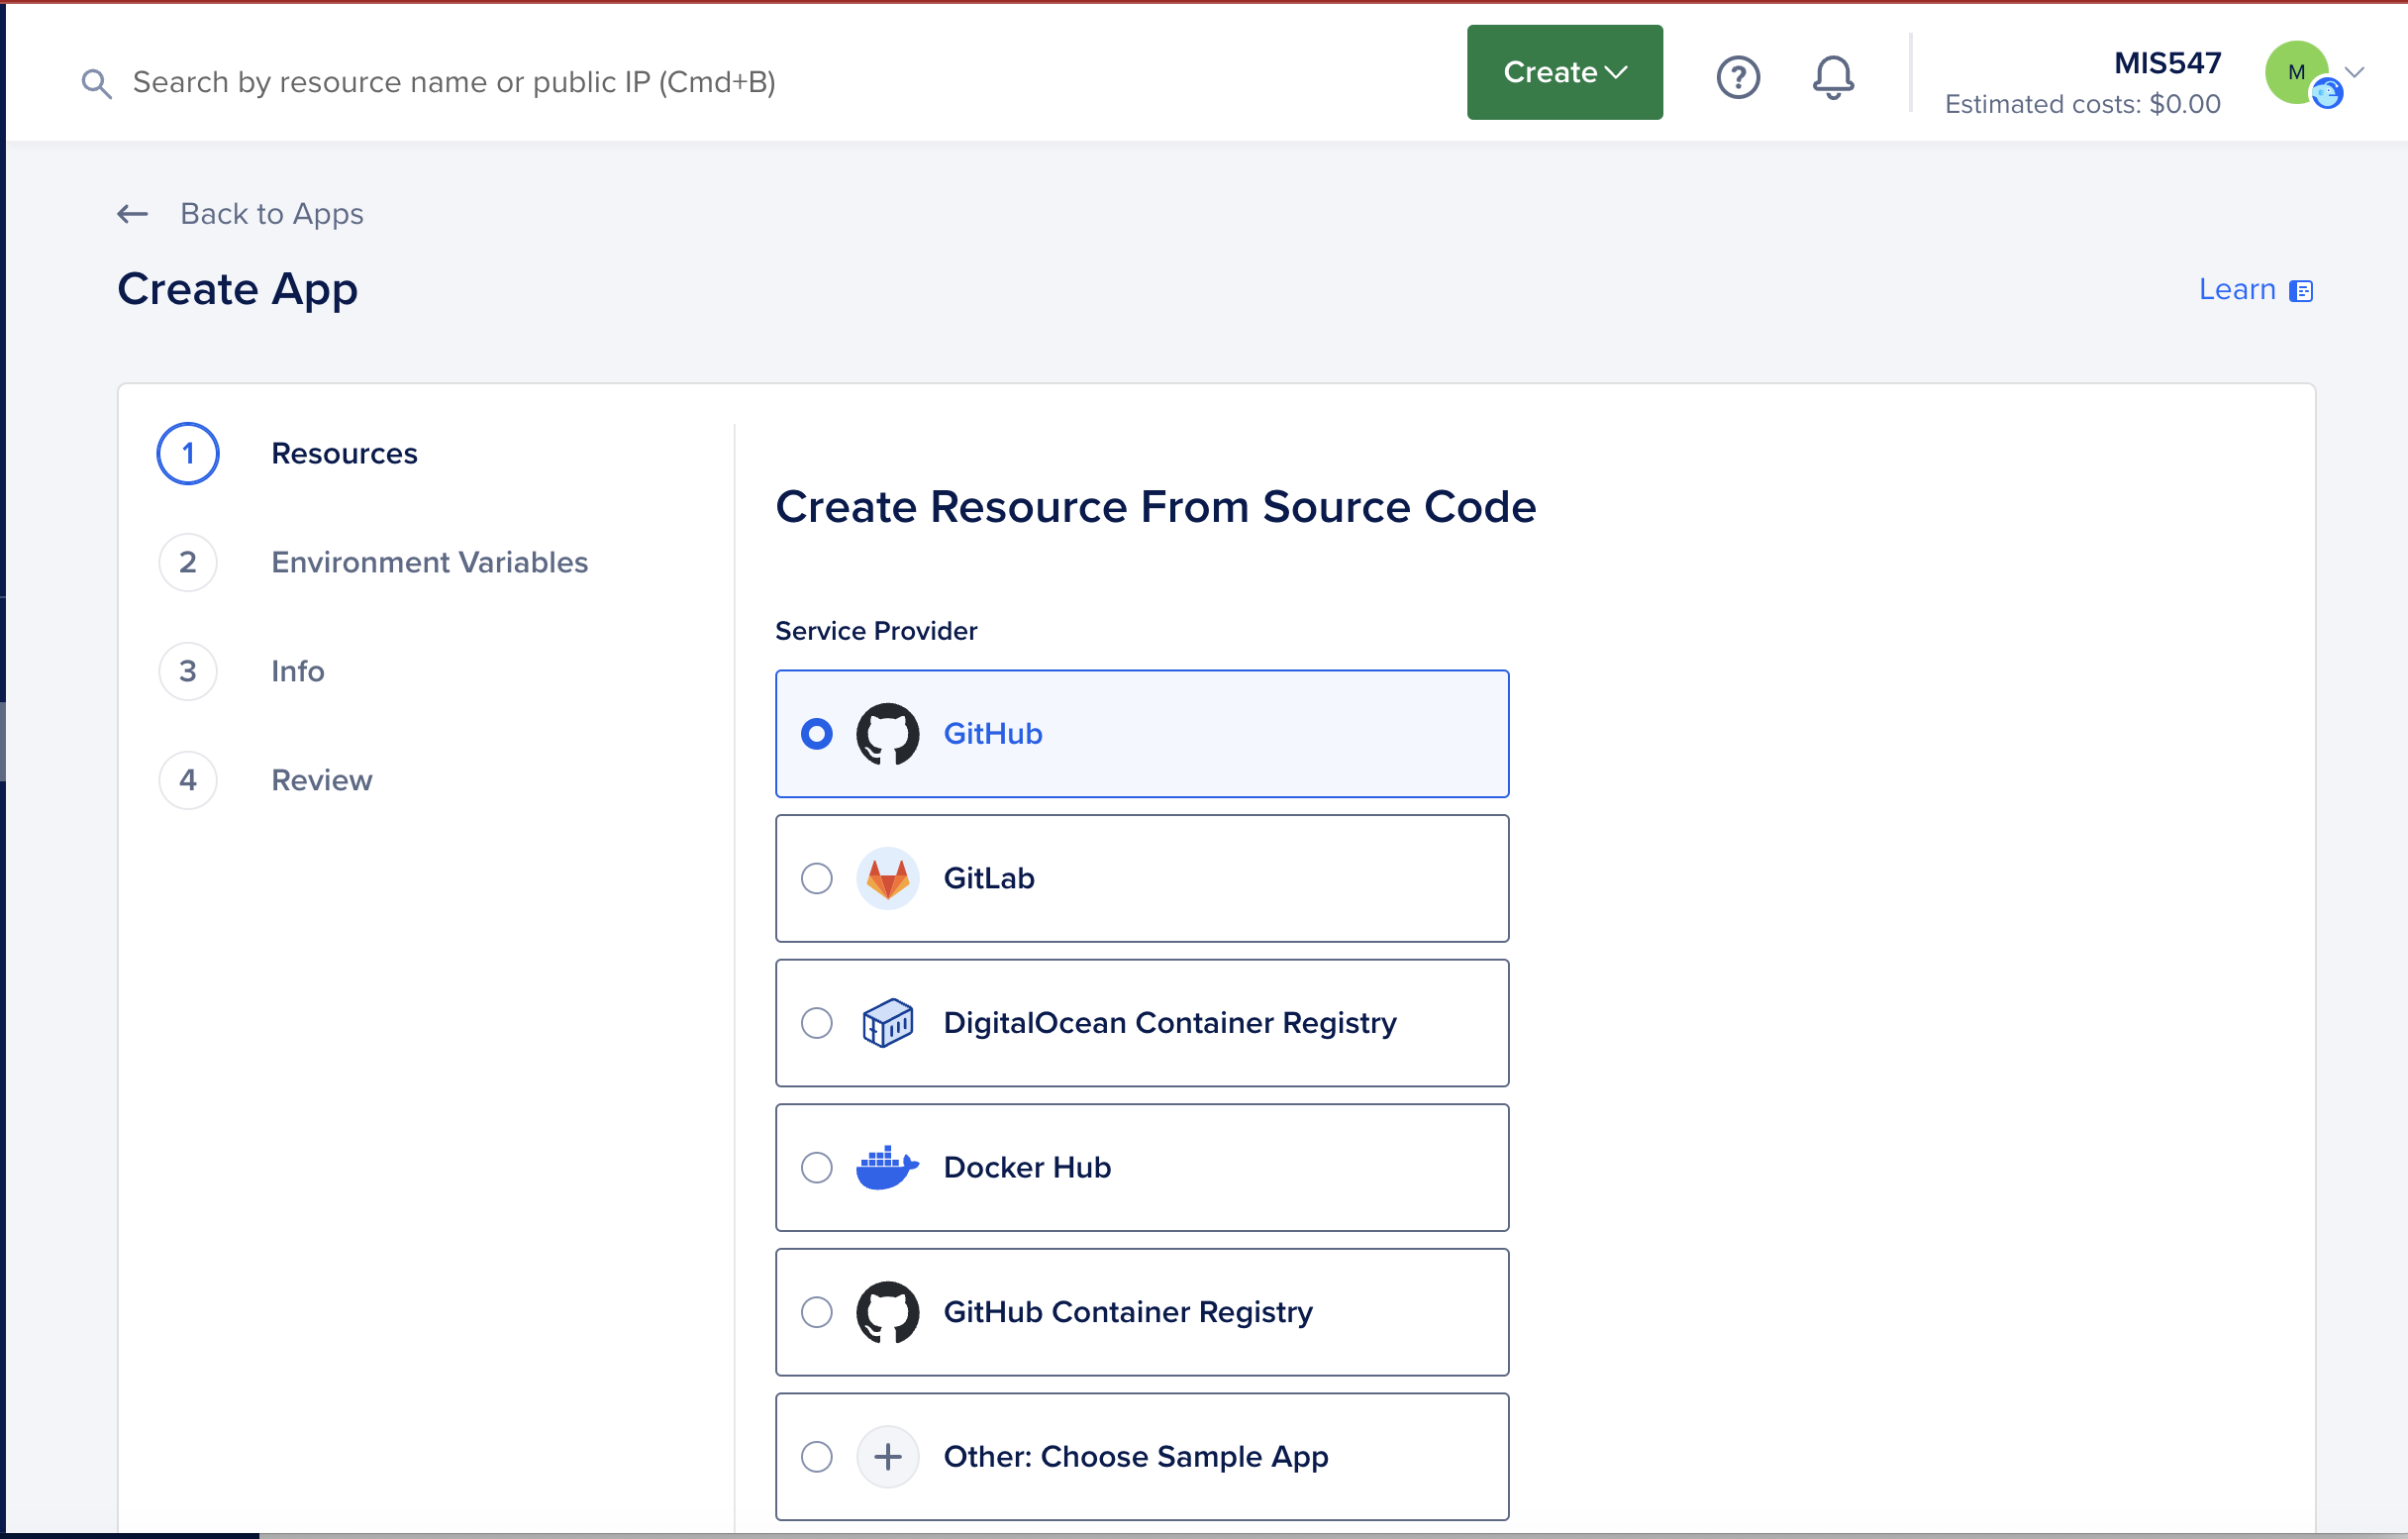 Search by resource name or public IP (Cmd+B)
Create
MIS547
Estimated costs: $0.00
M
Back to Apps
Create App
Learn
1 Resources
2 Environment Variables
3 Info
4 Review
Create Resource From Source Code
Service Provider
GitHub
GitLab
DigitalOcean Container Registry
Docker Hub
GitHub Container Registry
Other: Choose Sample App